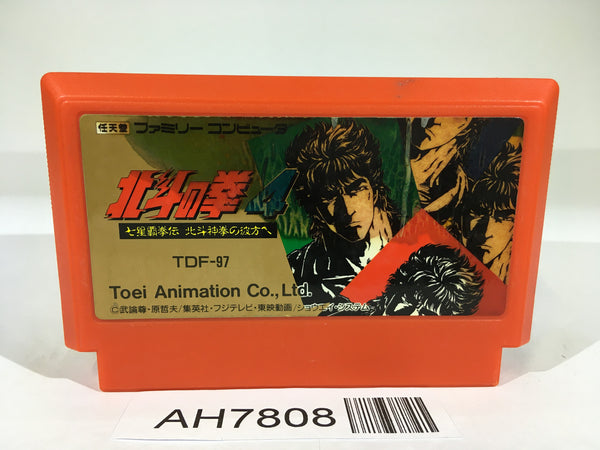 任天堂 ファミリー コンピュータ
北斗の拳 4
七星覇拳伝 北斗神拳の彼方へ
TDF-97
Toei Animation Co., Ltd.
©武論尊・原哲夫/集英社・フジテレビ・東映動画/ショウエイ・システム
AH7808